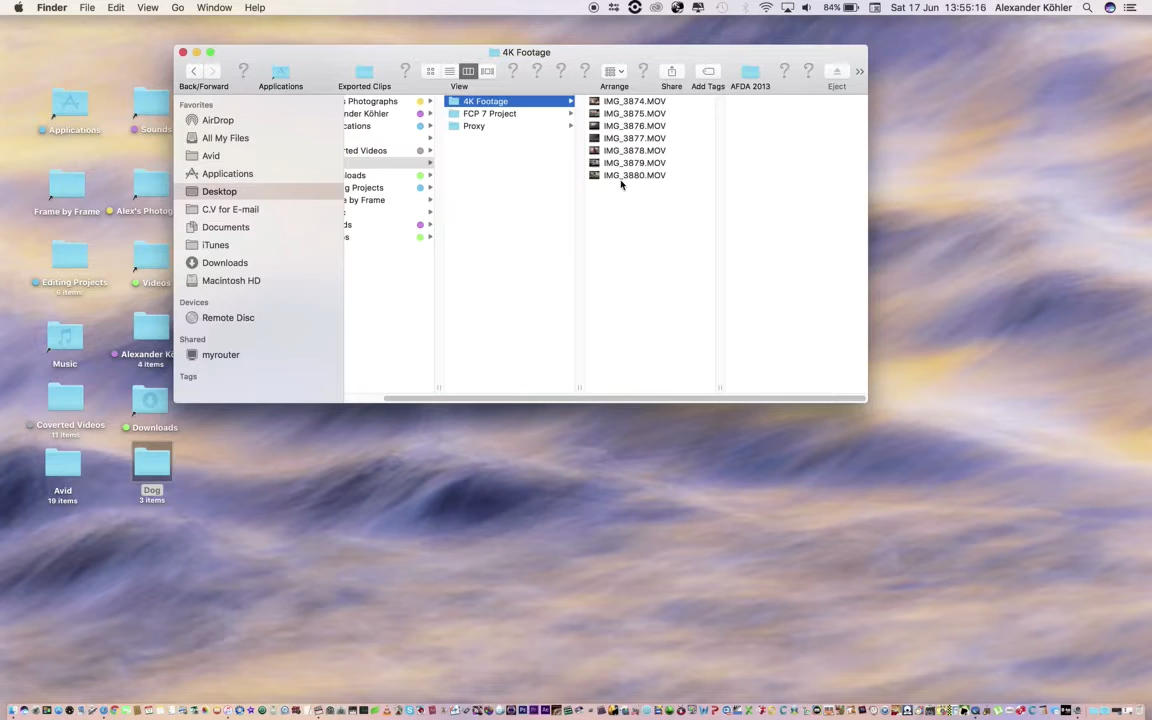 Finder File Edit View Go Window Help
84% Sat 17 Jun 13:55:16 Alexander Köhler
4K Footage
Back/Forward Applications Exported Clips View Arrange Share Add Tags AFDA 2013 Eject
Favorites
AirDrop
All My Files
Avid
Applications
Desktop
C.V for E-mail
Documents
iTunes
Downloads
Macintosh HD
Devices
Remote Disc
Shared
myrouter
Tags
s Photographs
nder Köhler
cations
rted Videos
loads
g Projects
e by Frame
ds
s
4K Footage
FCP 7 Project
Proxy
IMG_3874.MOV
IMG_3875.MOV
IMG_3876.MOV
IMG_3877.MOV
IMG_3878.MOV
IMG_3879.MOV
IMG_3880.MOV
Applications
Sounds
Frame by Frame
Alex's Photog
Editing Projects
6 items
Videos
Music
Alexander Kö
4 items
Coverted Videos
11 items
Downloads
Avid
19 items
Dog
3 items